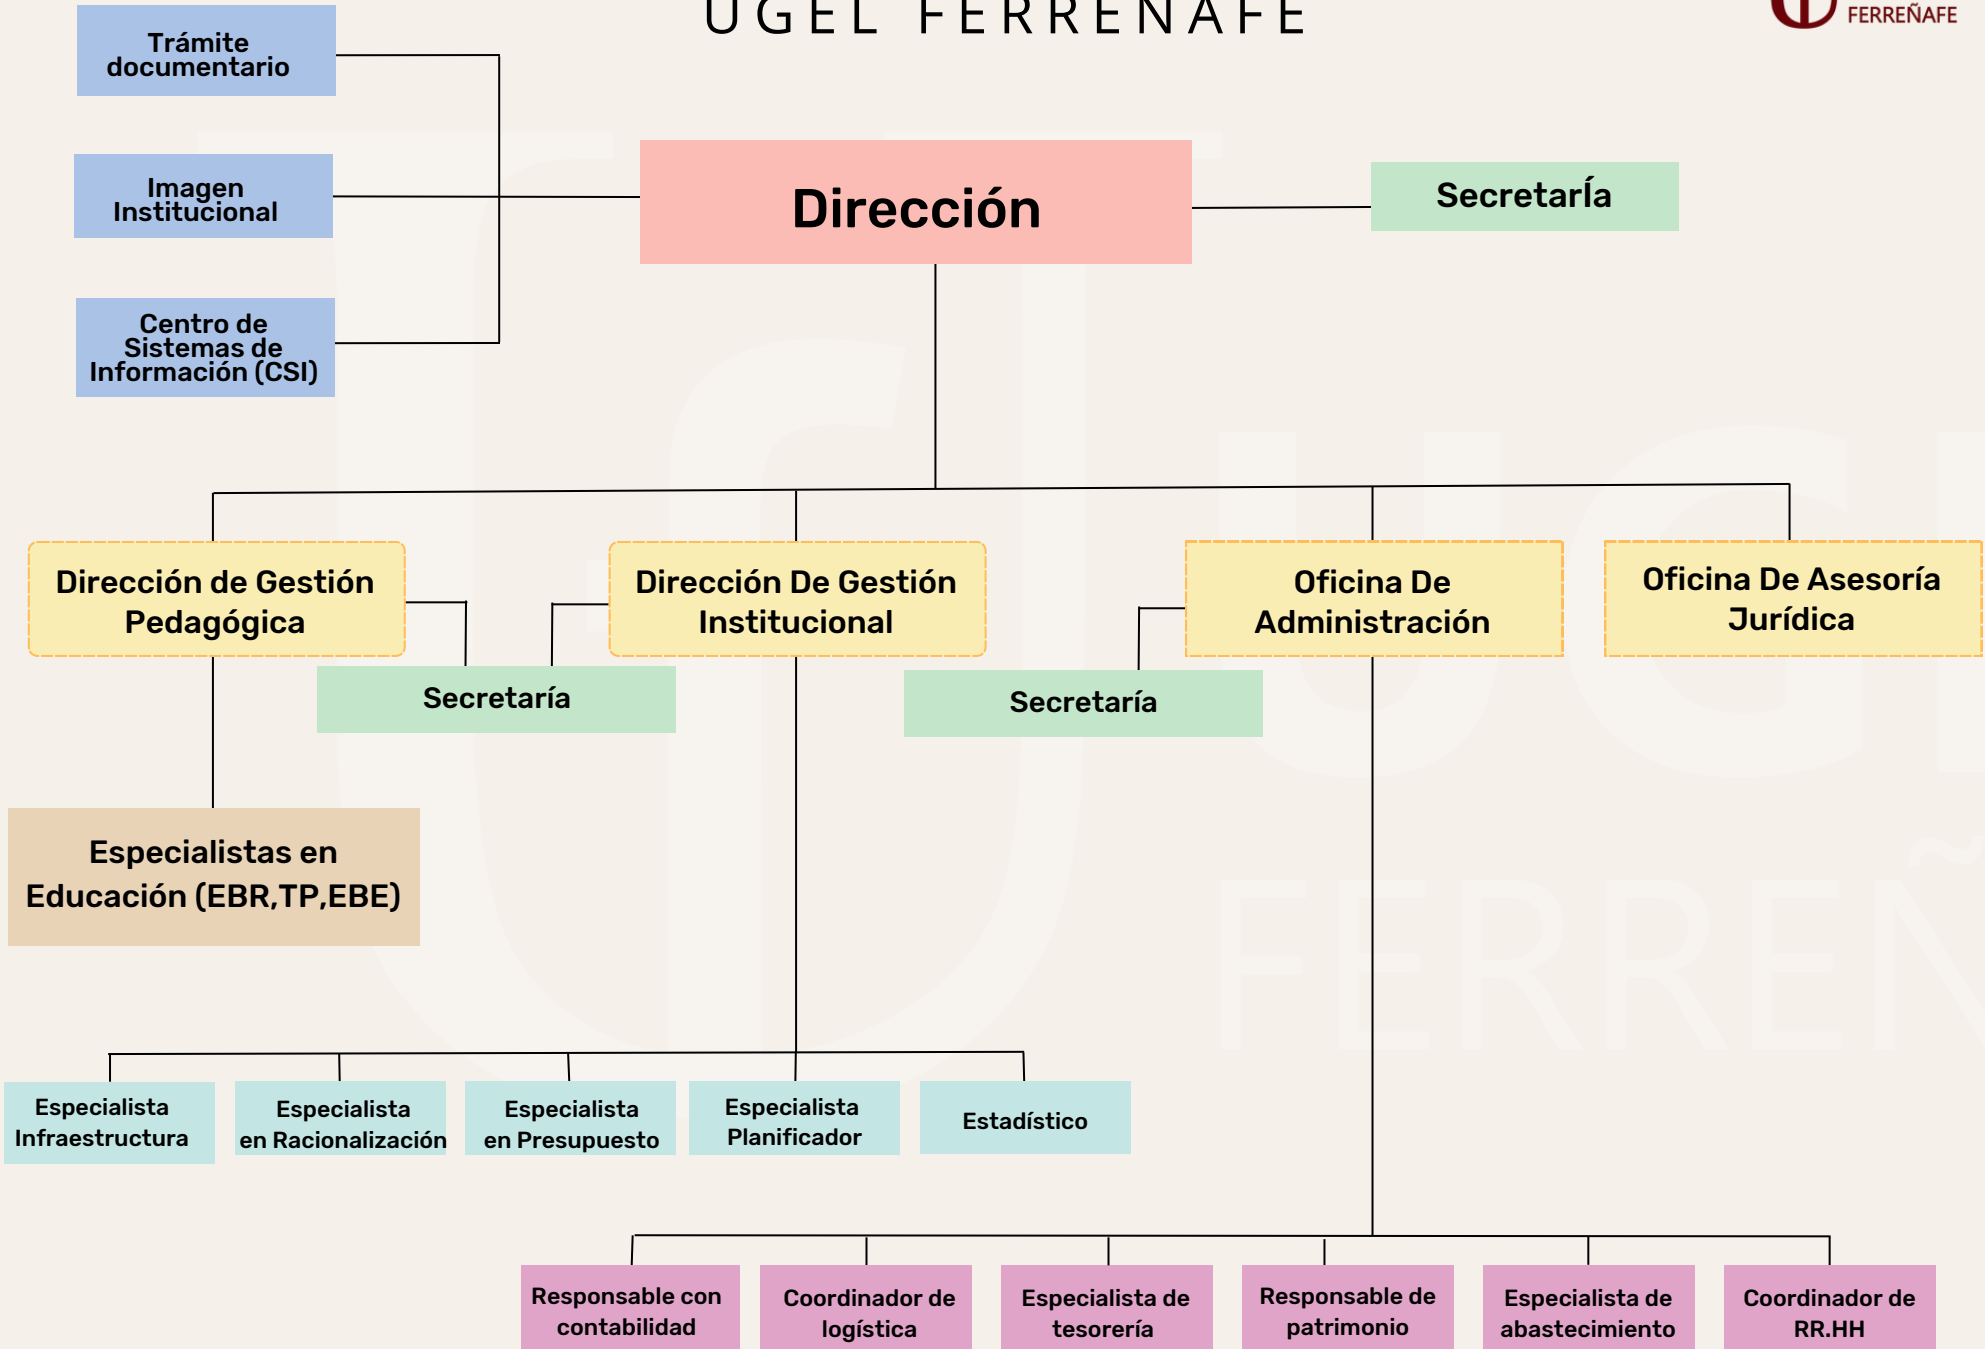 UGEL FERREÑAFE
FERREÑAFE
Trámite
documentario
Imagen
Institucional
Centro de
Sistemas de
Información (CSI)
Dirección
SecretarÍa
Dirección de Gestión
Pedagógica
Dirección De Gestión
Institucional
Oficina De
Administración
Oficina De Asesoría
Jurídica
Secretaría
Secretaría
Especialistas en
Educación (EBR,TP,EBE)
Especialista
Infraestructura
Especialista
en Racionalización
Especialista
en Presupuesto
Especialista
Planificador
Estadístico
Responsable con
contabilidad
Coordinador de
logística
Especialista de
tesorería
Responsable de
patrimonio
Especialista de
abastecimiento
Coordinador de
RR.HH